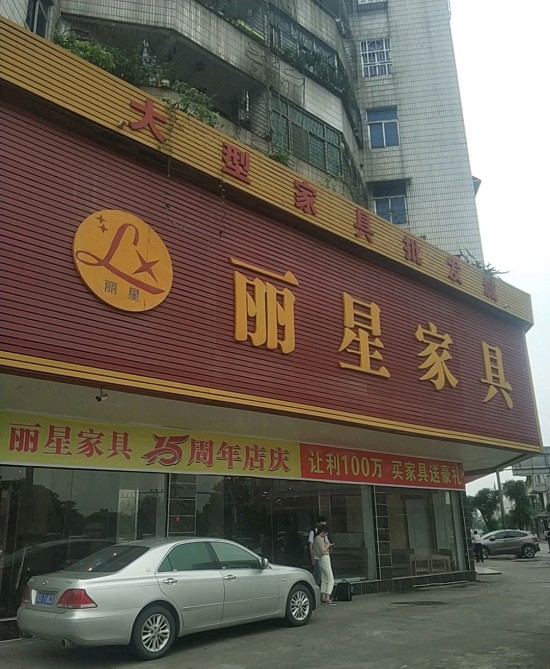 大型家具批发城
丽星
丽星家具
丽星家具 15周年店庆
让利100万 买家具送豪礼